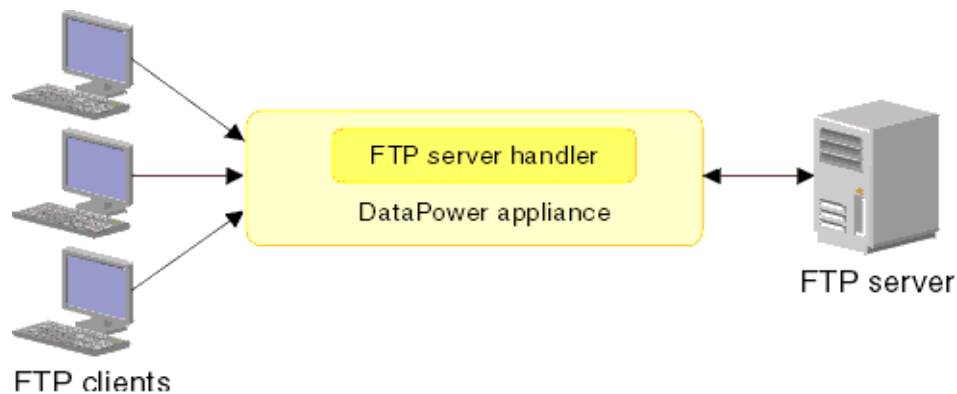 FTP server handler
DataPower appliance
FTP server
FTP clients